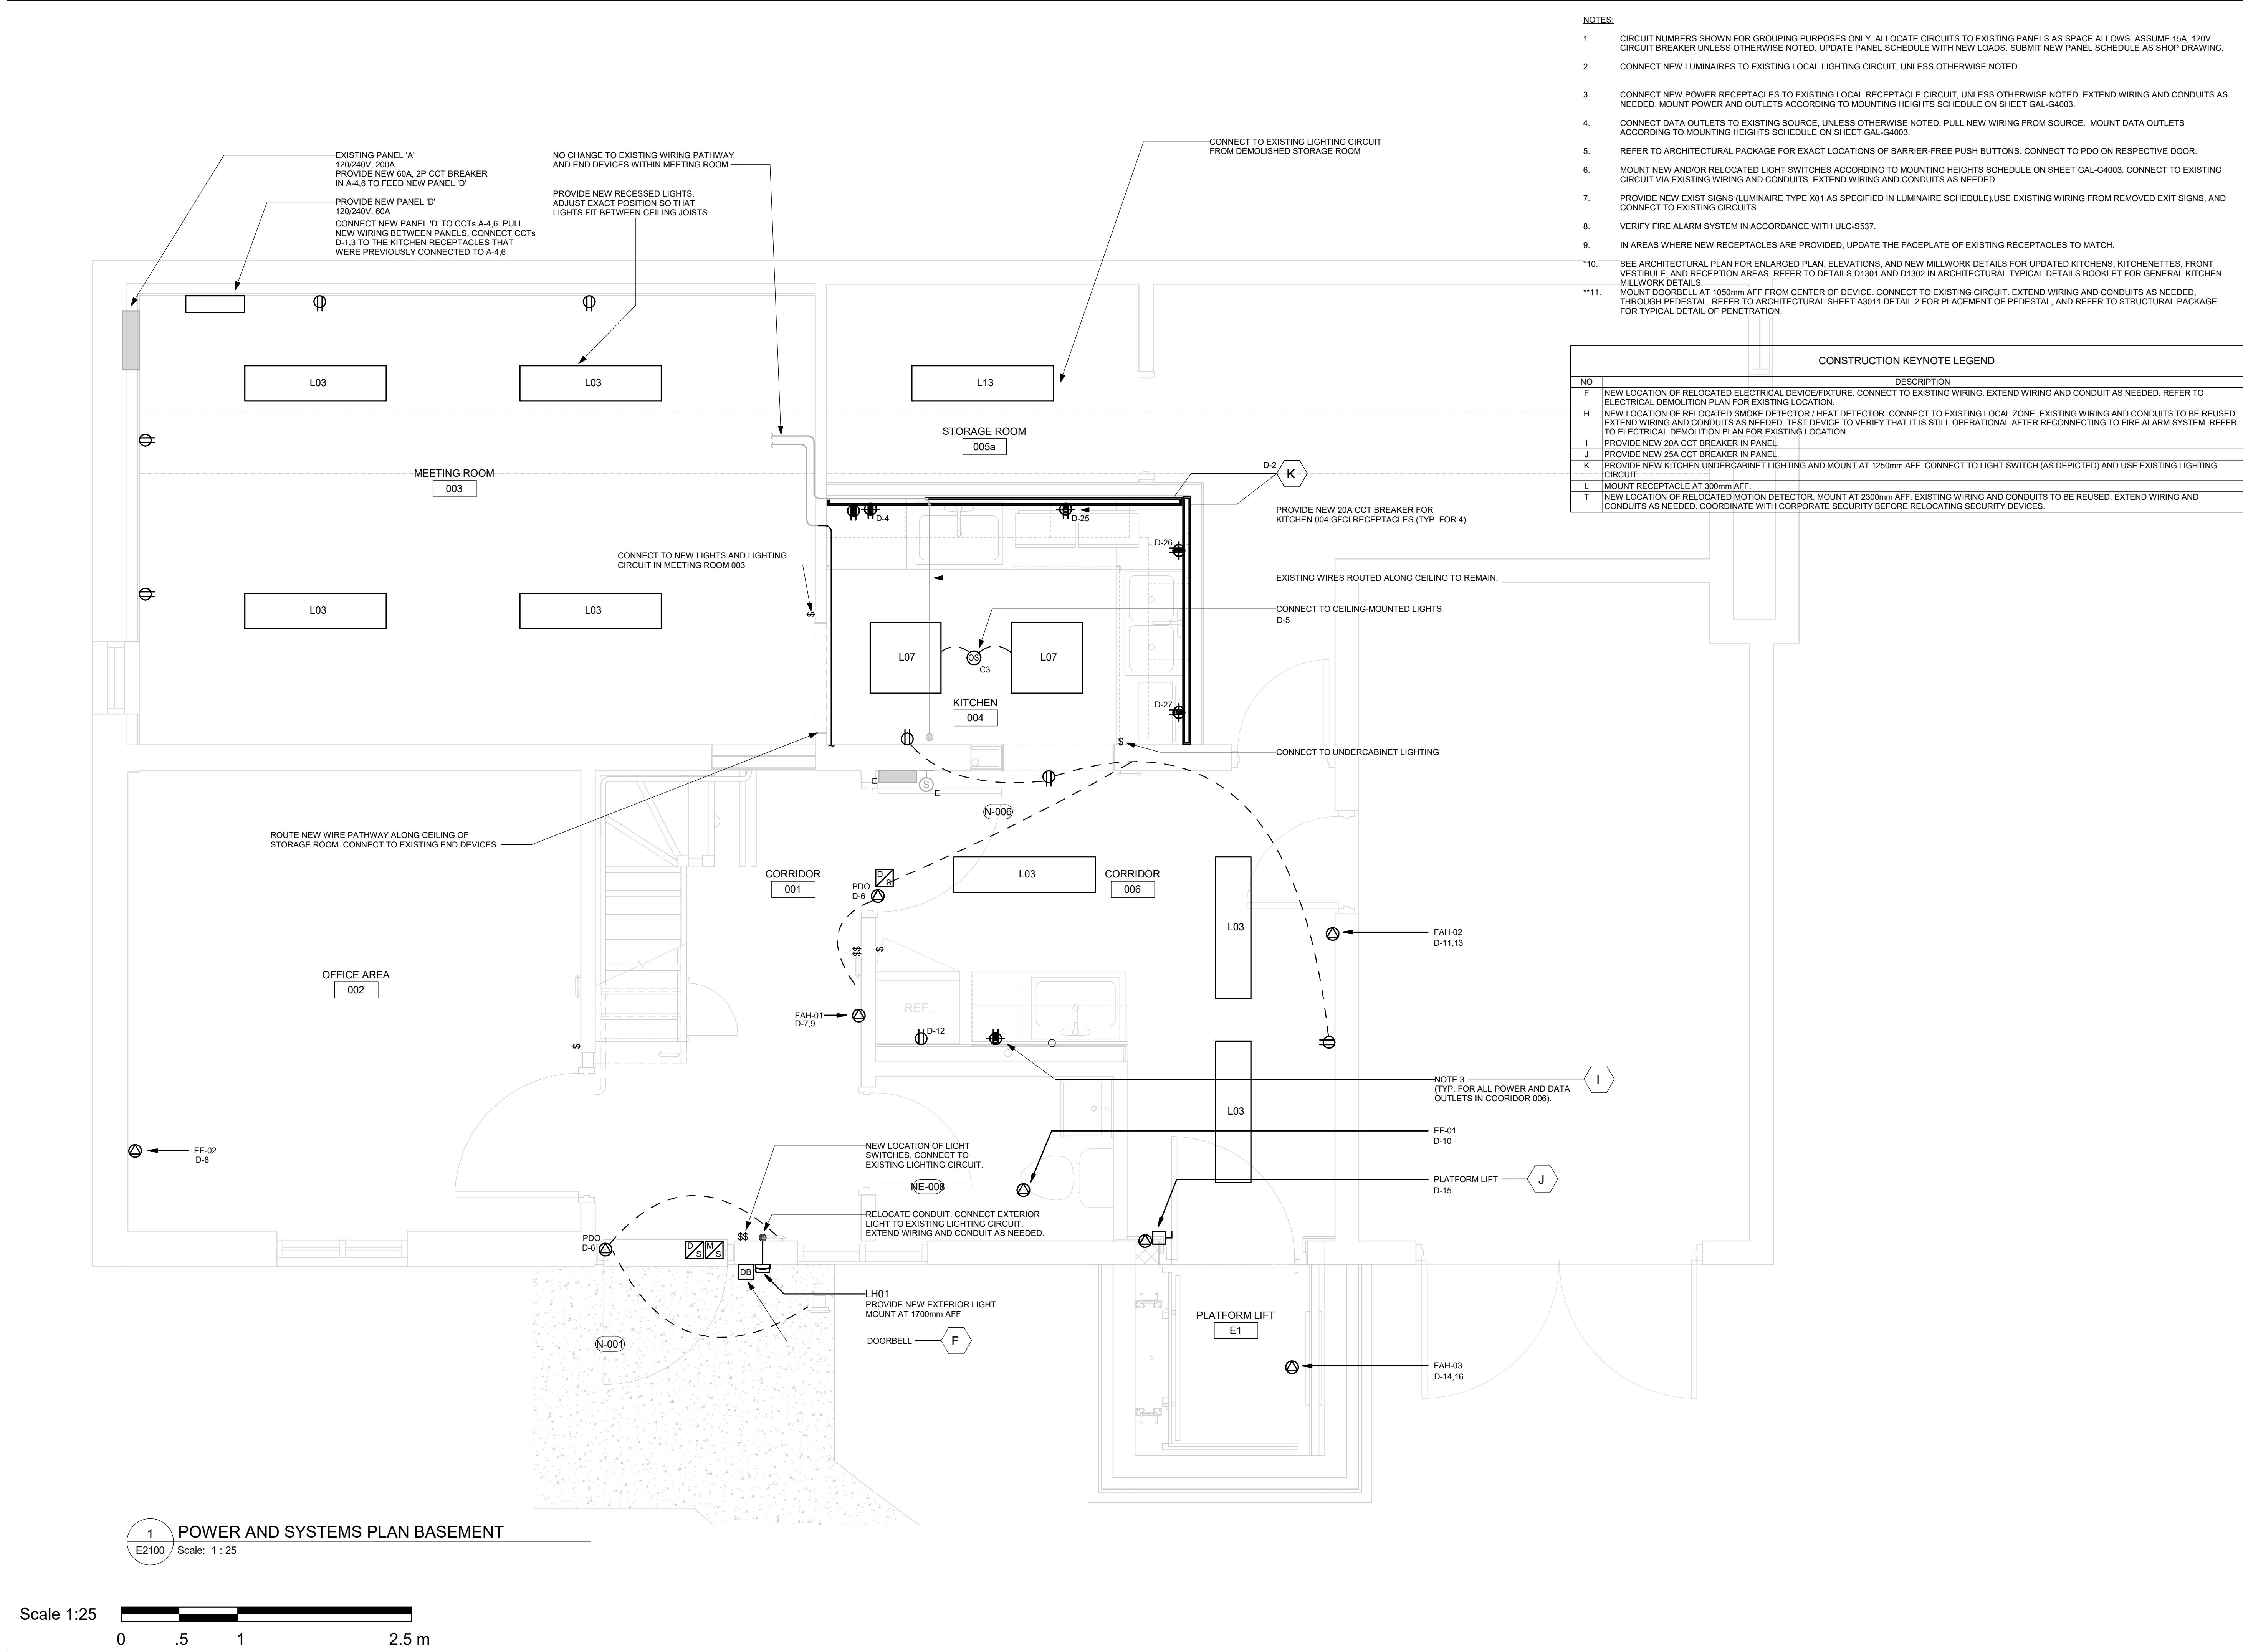 NOTES:
1. CIRCUIT NUMBERS SHOWN FOR GROUPING PURPOSES ONLY. ALLOCATE CIRCUITS TO EXISTING PANELS AS SPACE ALLOWS. ASSUME 15A, 120V
CIRCUIT BREAKER UNLESS OTHERWISE NOTED. UPDATE PANEL SCHEDULE WITH NEW LOADS. SUBMIT NEW PANEL SCHEDULE AS SHOP DRAWING.
2. CONNECT NEW LUMINAIRES TO EXISTING LOCAL LIGHTING CIRCUIT, UNLESS OTHERWISE NOTED.
3. CONNECT NEW POWER RECEPTACLES TO EXISTING LOCAL RECEPTACLE CIRCUIT, UNLESS OTHERWISE NOTED. EXTEND WIRING AND CONDUITS AS
NEEDED. MOUNT POWER AND OUTLETS ACCORDING TO MOUNTING HEIGHTS SCHEDULE ON SHEET GAL-G4003.
4. CONNECT DATA OUTLETS TO EXISTING SOURCE, UNLESS OTHERWISE NOTED. PULL NEW WIRING FROM SOURCE. MOUNT DATA OUTLETS
ACCORDING TO MOUNTING HEIGHTS SCHEDULE ON SHEET GAL-G4003.
5. REFER TO ARCHITECTURAL PACKAGE FOR EXACT LOCATIONS OF BARRIER-FREE PUSH BUTTONS. CONNECT TO PDO ON RESPECTIVE DOOR.
6. MOUNT NEW AND/OR RELOCATED LIGHT SWITCHES ACCORDING TO MOUNTING HEIGHTS SCHEDULE ON SHEET GAL-G4003. CONNECT TO EXISTING
CIRCUIT VIA EXISTING WIRING AND CONDUITS. EXTEND WIRING AND CONDUITS AS NEEDED.
7. PROVIDE NEW EXIST SIGNS (LUMINAIRE TYPE X01 AS SPECIFIED IN LUMINAIRE SCHEDULE).USE EXISTING WIRING FROM REMOVED EXIT SIGNS, AND
CONNECT TO EXISTING CIRCUITS.
8. VERIFY FIRE ALARM SYSTEM IN ACCORDANCE WITH ULC-S537.
9. IN AREAS WHERE NEW RECEPTACLES ARE PROVIDED, UPDATE THE FACEPLATE OF EXISTING RECEPTACLES TO MATCH.
*10. SEE ARCHITECTURAL PLAN FOR ENLARGED PLAN, ELEVATIONS, AND NEW MILLWORK DETAILS FOR UPDATED KITCHENS, KITCHENETTES, FRONT
VESTIBULE, AND RECEPTION AREAS. REFER TO DETAILS D1301 AND D1302 IN ARCHITECTURAL TYPICAL DETAILS BOOKLET FOR GENERAL KITCHEN
MILLWORK DETAILS.
**11. MOUNT DOORBELL AT 1050mm AFF FROM CENTER OF DEVICE. CONNECT TO EXISTING CIRCUIT. EXTEND WIRING AND CONDUITS AS NEEDED,
THROUGH PEDESTAL. REFER TO ARCHITECTURAL SHEET A3011 DETAIL 2 FOR PLACEMENT OF PEDESTAL, AND REFER TO STRUCTURAL PACKAGE
FOR TYPICAL DETAIL OF PENETRATION.
CONSTRUCTION KEYNOTE LEGEND
NO DESCRIPTION
F NEW LOCATION OF RELOCATED ELECTRICAL DEVICE/FIXTURE. CONNECT TO EXISTING WIRING. EXTEND WIRING AND CONDUIT AS NEEDED. REFER TO
ELECTRICAL DEMOLITION PLAN FOR EXISTING LOCATION.
H NEW LOCATION OF RELOCATED SMOKE DETECTOR / HEAT DETECTOR. CONNECT TO EXISTING LOCAL ZONE. EXISTING WIRING AND CONDUITS TO BE REUSED.
EXTEND WIRING AND CONDUITS AS NEEDED. TEST DEVICE TO VERIFY THAT IT IS STILL OPERATIONAL AFTER RECONNECTING TO FIRE ALARM SYSTEM. REFER
TO ELECTRICAL DEMOLITION PLAN FOR EXISTING LOCATION.
I PROVIDE NEW 20A CCT BREAKER IN PANEL.
J PROVIDE NEW 25A CCT BREAKER IN PANEL.
K PROVIDE NEW KITCHEN UNDERCABINET LIGHTING AND MOUNT AT 1250mm AFF. CONNECT TO LIGHT SWITCH (AS DEPICTED) AND USE EXISTING LIGHTING
CIRCUIT.
L MOUNT RECEPTACLE AT 300mm AFF.
T NEW LOCATION OF RELOCATED MOTION DETECTOR. MOUNT AT 2300mm AFF. EXISTING WIRING AND CONDUITS TO BE REUSED. EXTEND WIRING AND
CONDUITS AS NEEDED. COORDINATE WITH CORPORATE SECURITY BEFORE RELOCATING SECURITY DEVICES.
EXISTING PANEL 'A'
120/240V, 200A
PROVIDE NEW 60A, 2P CCT BREAKER
IN A-4,6 TO FEED NEW PANEL 'D'
PROVIDE NEW PANEL 'D'
120/240V, 60A
CONNECT NEW PANEL 'D' TO CCTs A-4,6. PULL
NEW WIRING BETWEEN PANELS. CONNECT CCTs
D-1,3 TO THE KITCHEN RECEPTACLES THAT
WERE PREVIOUSLY CONNECTED TO A-4,6
NO CHANGE TO EXISTING WIRING PATHWAY
AND END DEVICES WITHIN MEETING ROOM.
PROVIDE NEW RECESSED LIGHTS.
ADJUST EXACT POSITION SO THAT
LIGHTS FIT BETWEEN CEILING JOISTS
CONNECT TO EXISTING LIGHTING CIRCUIT
FROM DEMOLISHED STORAGE ROOM
L03
L03
L13
STORAGE ROOM
005a
MEETING ROOM
003
D-2
K
D-4
D-25
PROVIDE NEW 20A CCT BREAKER FOR
KITCHEN 004 GFCI RECEPTACLES (TYP. FOR 4)
D-26
CONNECT TO NEW LIGHTS AND LIGHTING
CIRCUIT IN MEETING ROOM 003
EXISTING WIRES ROUTED ALONG CEILING TO REMAIN.
L03
L03
$
CONNECT TO CEILING-MOUNTED LIGHTS
D-5
L07
OS
C3
L07
KITCHEN
004
D-27
$
CONNECT TO UNDERCABINET LIGHTING
E
S
E
N-006
ROUTE NEW WIRE PATHWAY ALONG CEILING OF
STORAGE ROOM. CONNECT TO EXISTING END DEVICES.
CORRIDOR
001
PDO
D-6
D
S
L03
CORRIDOR
006
L03
FAH-02
D-11,13
$$
$
OFFICE AREA
002
REF.
FAH-01
D-7,9
D-12
$
NOTE 3
(TYP. FOR ALL POWER AND DATA
OUTLETS IN COORIDOR 006).
I
L03
EF-01
D-10
EF-02
D-8
NEW LOCATION OF LIGHT
SWITCHES. CONNECT TO
EXISTING LIGHTING CIRCUIT.
NE-008
PLATFORM LIFT
D-15
J
RELOCATE CONDUIT. CONNECT EXTERIOR
LIGHT TO EXISTING LIGHTING CIRCUIT.
EXTEND WIRING AND CONDUIT AS NEEDED.
PDO
D-6
D
S
M
S
$$
DB
LH01
PROVIDE NEW EXTERIOR LIGHT.
MOUNT AT 1700mm AFF
DOORBELL
F
N-001
PLATFORM LIFT
E1
FAH-03
D-14,16
1
E2100
POWER AND SYSTEMS PLAN BASEMENT
Scale: 1 : 25
Scale 1:25
0 .5 1 2.5 m